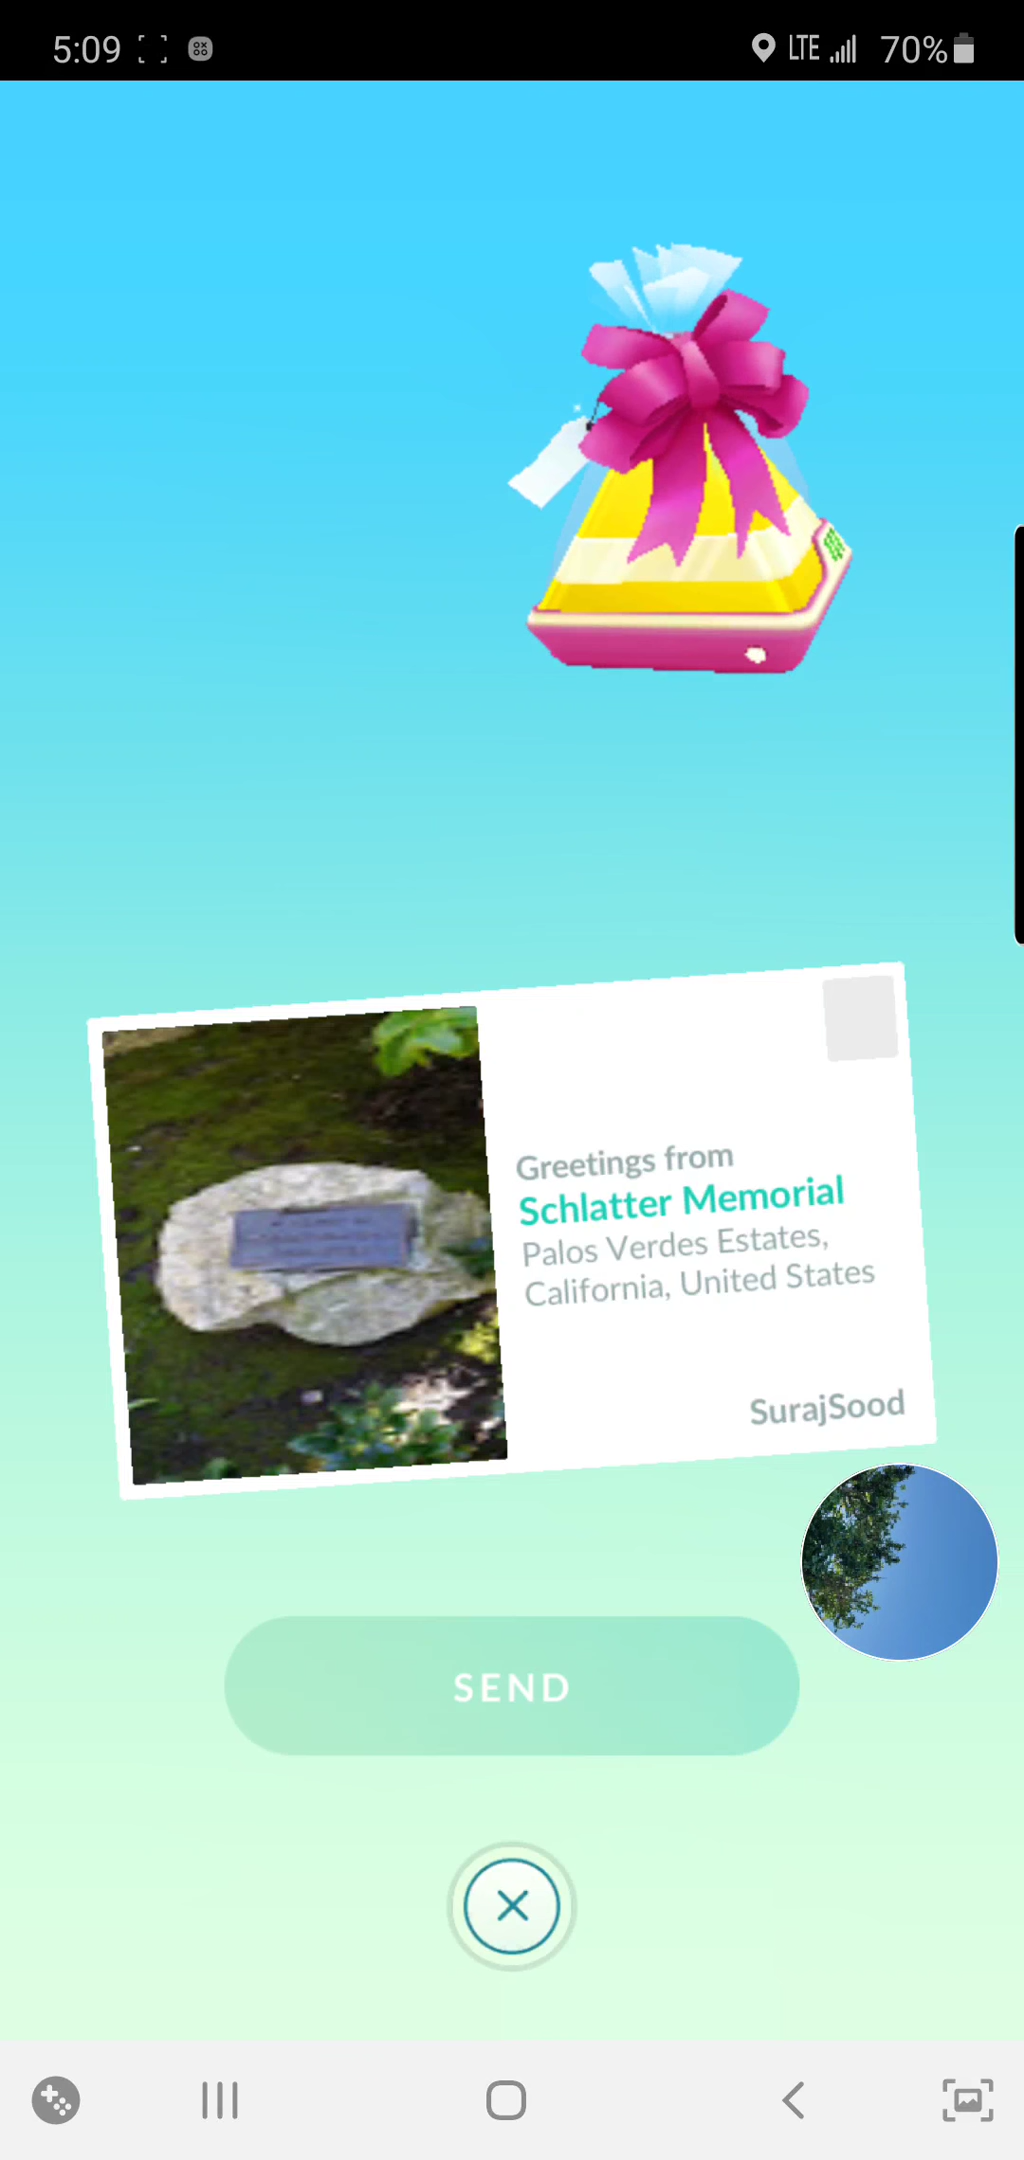 5:09 LTE 70%
Greetings from
Schlatter Memorial
Palos Verdes Estates,
California, United States
SurajSood
SEND